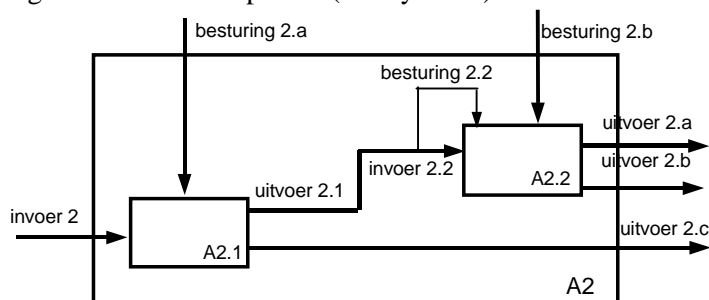 besturing 2.a
besturing 2.b
besturing 2.2
uitvoer 2.a
uitvoer 2.b
invoer 2.2
A2.2
uitvoer 2.1
invoer 2
uitvoer 2.c
A2.1
A2